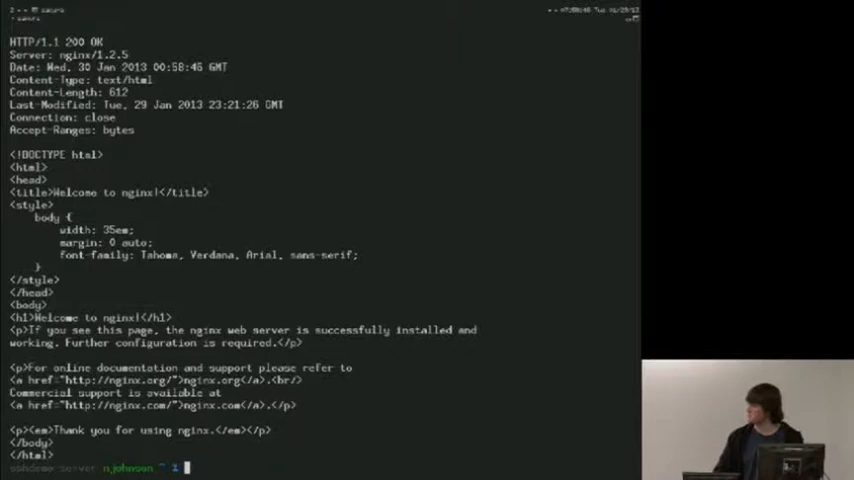 HTTP/1.1 200 OK
Server: nginx/1.2.5
Date: Wed, 30 Jan 2013 00:58:46 GMT
Content-Type: text/html
Content-Length: 612
Last-Modified: Tue, 29 Jan 2013 23:21:26 GMT
Connection: close
Accept-Ranges: bytes
<!DOCTYPE html>
<html>
<head>
<title>Welcome to nginx!</title>
<style>
body {
width: 35em;
margin: 0 auto;
font-family: Tahoma, Verdana, Arial, sans-serif;
}
</style>
</head>
<body>
<h1>Welcome to nginx!</h1>
<p>If you see this page, the nginx web server is successfully installed and
working. Further configuration is required.</p>
<p>For online documentation and support please refer to
<a href="http://nginx.org/">nginx.org</a>.<br/>
Commercial support is available at
<a href="http://nginx.com/">nginx.com</a>.</p>
<p><em>Thank you for using nginx.</em></p>
</body>
</html>
sshdemo-server njohnson ~ %